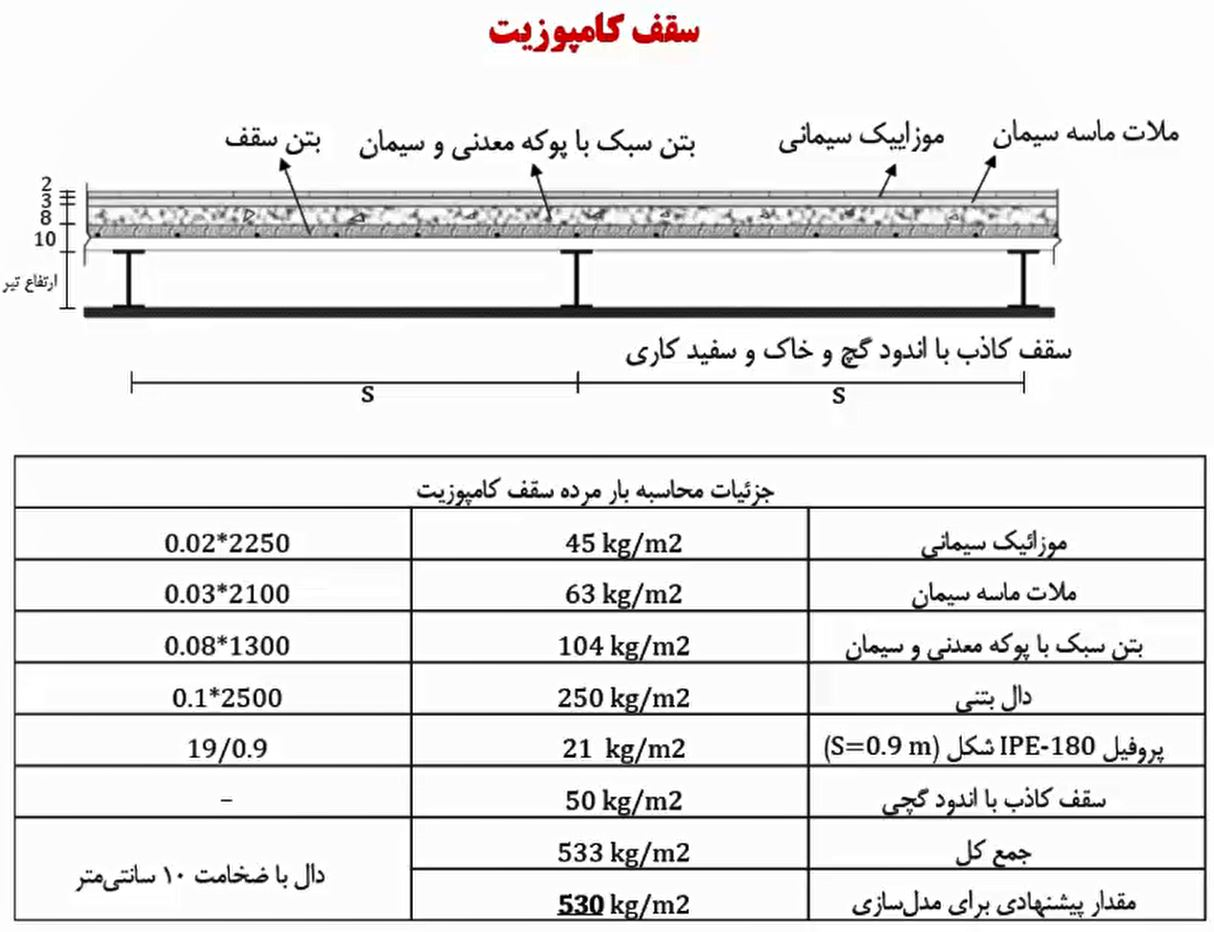 سقف کامپوزیت
ملات ماسه سیمان
موزاییک سیمانی
بتن سبک با پوکه معدنی و سیمان
بتن سقف
2
3
8
10
ارتفاع تیر
سقف کاذب با اندود گچ و خاک و سفید کاری
S
S
جزئیات محاسبه بار مرده سقف کامپوزیت
موزائیک سیمانی 45 kg/m2 0.02*2250
ملات ماسه سیمان 63 kg/m2 0.03*2100
بتن سبک با پوکه معدنی و سیمان 104 kg/m2 0.08*1300
دال بتنی 250 kg/m2 0.1*2500
پروفیل IPE-180 شکل (S=0.9 m) 21 kg/m2 19/0.9
سقف کاذب با اندود گچی 50 kg/m2 –
جمع کل 533 kg/m2
دال با ضخامت ۱۰ سانتی‌متر
مقدار پیشنهادی برای مدل‌سازی 530 kg/m2